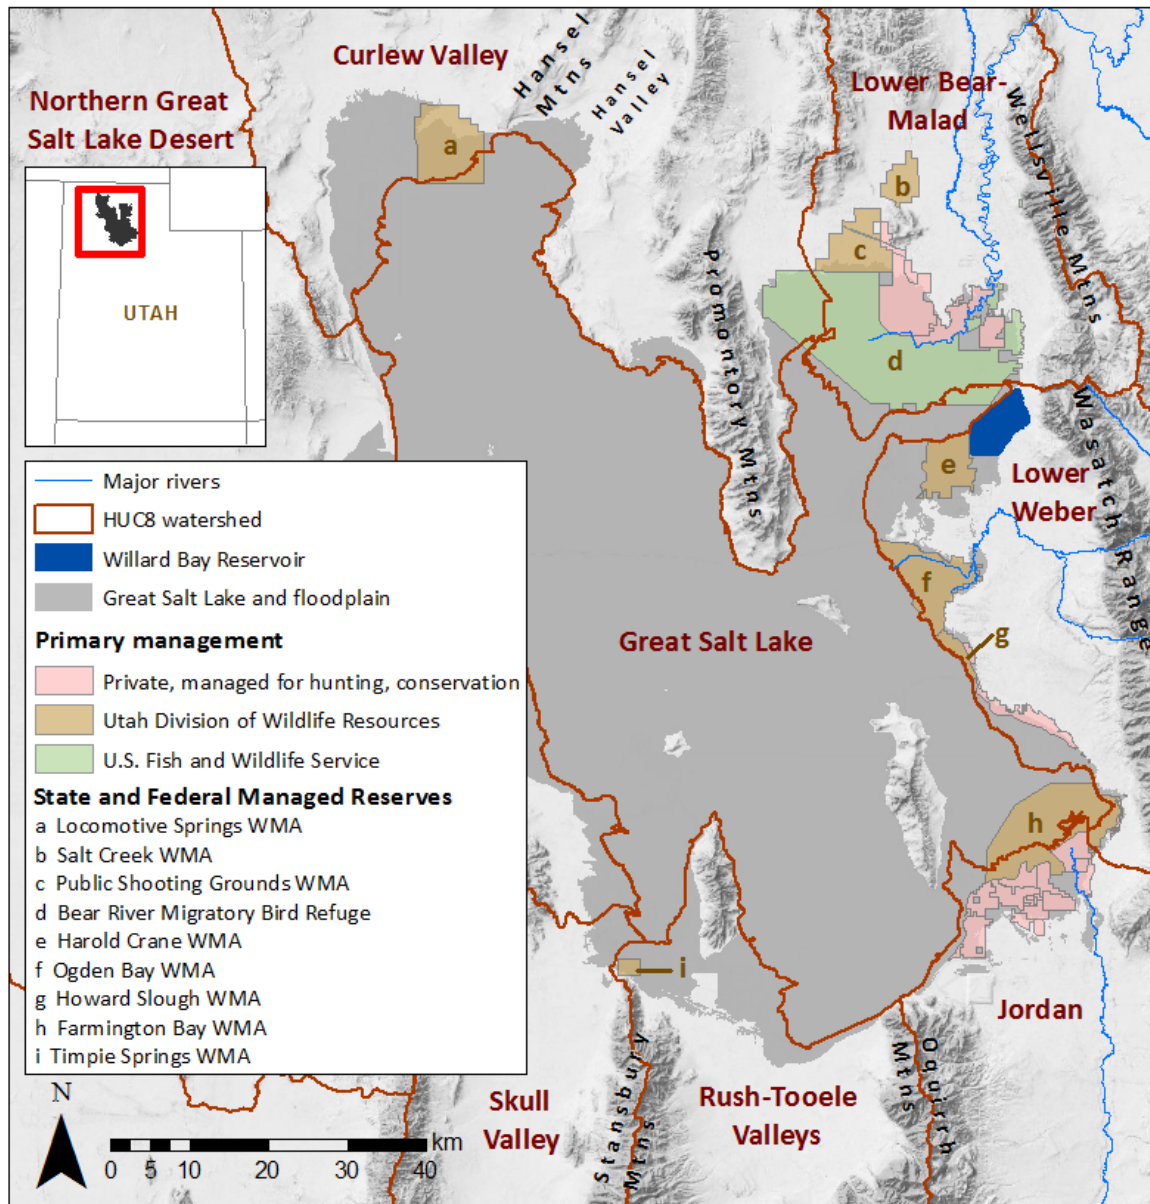 Curlew Valley
Hansel
Mtns
Hansel
Valley
Northern Great
Salt Lake Desert
Lower Bear-
Malad
Wellsville Mtns
a
b
c
d
UTAH
promontory Mtns
Major rivers
HUC8 watershed
Willard Bay Reservoir
Great Salt Lake and floodplain
Primary management
Private, managed for hunting, conservation
Utah Division of Wildlife Resources
U.S. Fish and Wildlife Service
State and Federal Managed Reserves
a Locomotive Springs WMA
b Salt Creek WMA
c Public Shooting Grounds WMA
d Bear River Migratory Bird Refuge
e Harold Crane WMA
f Ogden Bay WMA
g Howard Slough WMA
h Farmington Bay WMA
i Timpie Springs WMA
e
Lower
Weber
Wasatch Range
f
g
Great Salt Lake
h
i
Jordan
Skull
Valley
Stansbury
Mtns
Rush-Tooele
Valleys
Oquirrh
Mtns
N
km
0 5 10 20 30 40